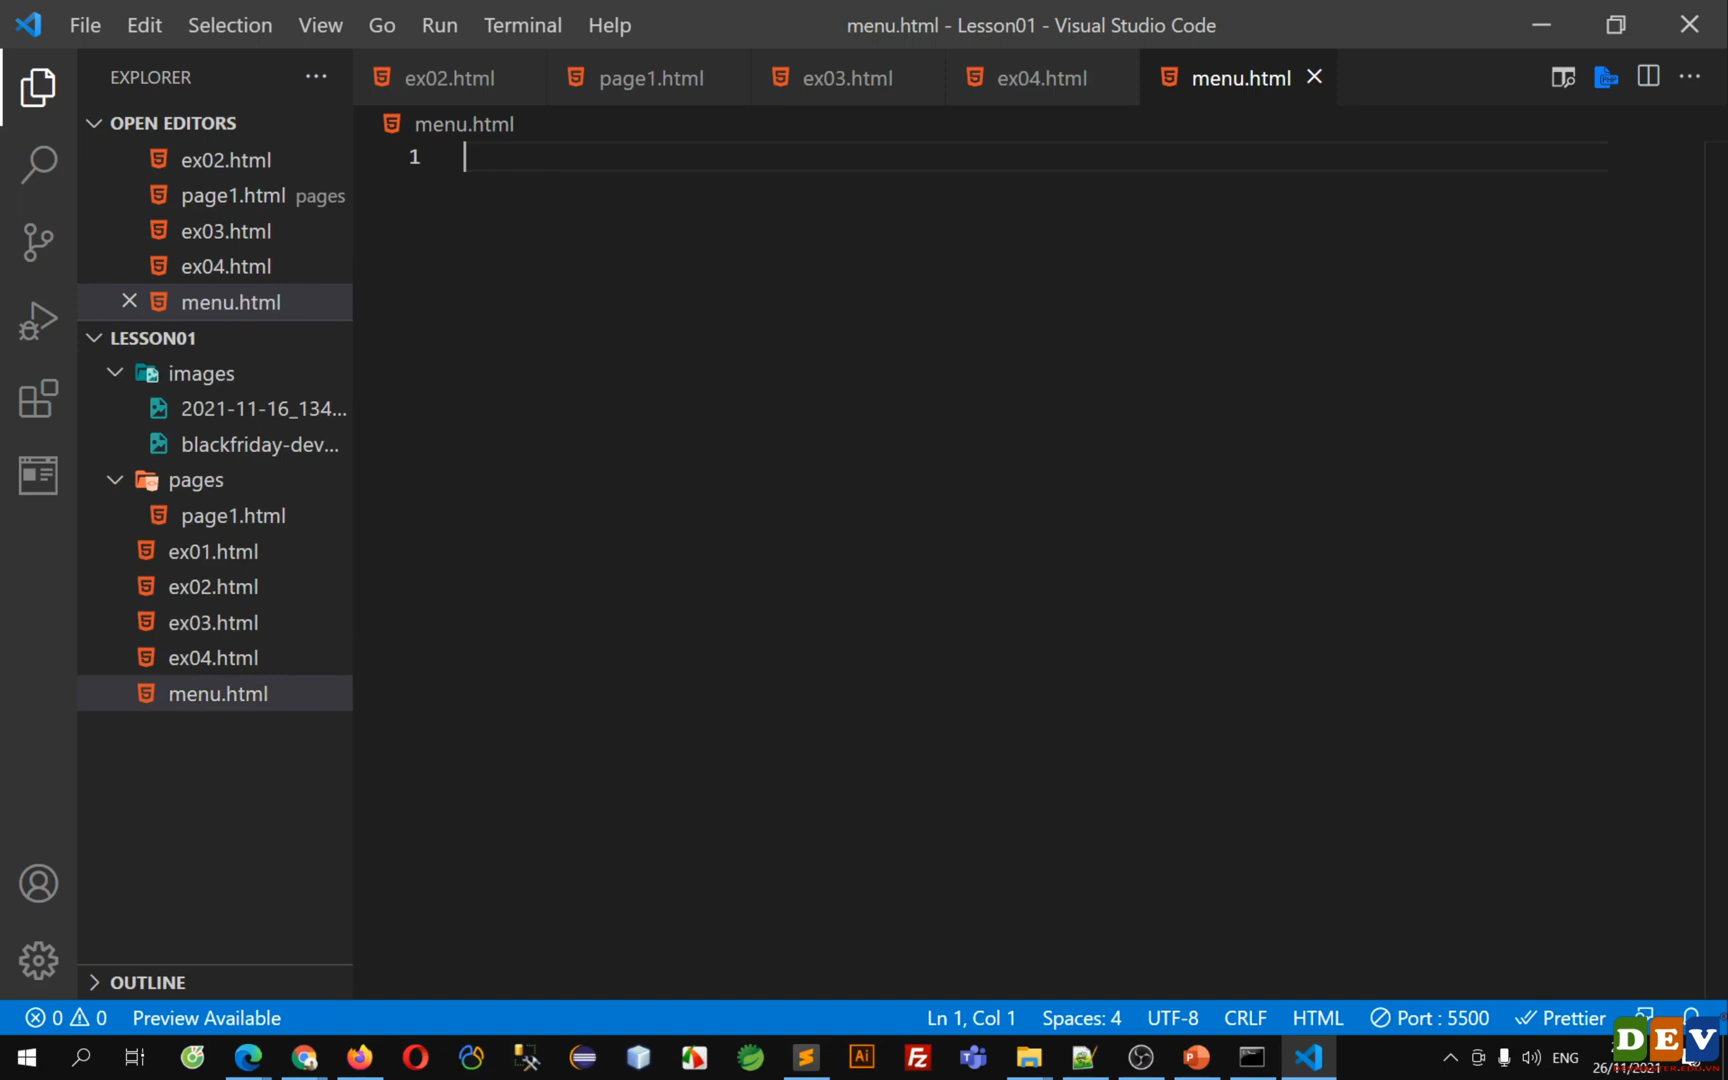 File Edit Selection View Go Run Terminal Help
menu.html - Lesson01 - Visual Studio Code
EXPLORER
ex02.html
page1.html
ex03.html
ex04.html
menu.html
OPEN EDITORS
ex02.html
page1.html pages
ex03.html
ex04.html
menu.html
LESSON01
images
2021-11-16_134...
blackfriday-dev...
pages
page1.html
ex01.html
ex02.html
ex03.html
ex04.html
menu.html
OUTLINE
menu.html
1
0 0 Preview Available
Ln 1, Col 1 Spaces: 4 UTF-8 CRLF HTML Port : 5500 Prettier
Ai Fz ENG
26/11/2021
DEV